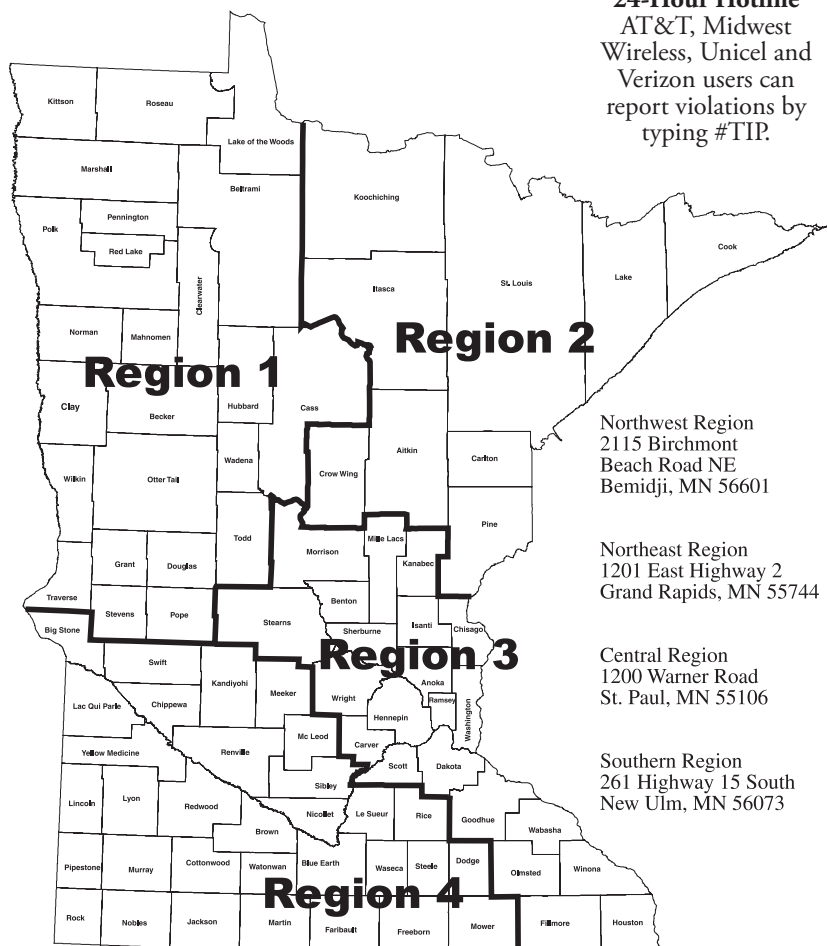 24-Hour Hotline
AT&T, Midwest
Wireless, Unicel and
Verizon users can
report violations by
typing #TIP.
Kittson
Roseau
Lake of the Woods
Marshall
Beltrami
Koochiching
Pennington
Polk
Red Lake
Clearwater
Cook
Lake
St. Louis
Itasca
Norman
Mahnomen
Region 1
Region 2
Clay
Becker
Hubbard
Cass
Wadena
Aitkin
Crow Wing
Carlton
Wilkin
Otter Tail
Pine
Todd
Morrison
Mille Lacs
Kanabec
Grant
Douglas
Traverse
Stevens
Pope
Stearns
Benton
Isanti
Chisago
Big Stone
Sherburne
Region 3
Swift
Kandiyohi
Meeker
Anoka
Ramsey
Washington
Wright
Lac Qui Parle
Chippewa
Hennepin
Mc Leod
Carver
Yellow Medicine
Renville
Scott
Dakota
Sibley
Lincoln
Lyon
Redwood
Nicollet
Le Sueur
Rice
Goodhue
Wabasha
Brown
Pipestone
Murray
Cottonwood
Watonwan
Blue Earth
Waseca
Steele
Dodge
Olmsted
Winona
Region 4
Rock
Nobles
Jackson
Martin
Faribault
Freeborn
Mower
Fillmore
Houston
Northwest Region
2115 Birchmont
Beach Road NE
Bemidji, MN 56601
Northeast Region
1201 East Highway 2
Grand Rapids, MN 55744
Central Region
1200 Warner Road
St. Paul, MN 55106
Southern Region
261 Highway 15 South
New Ulm, MN 56073